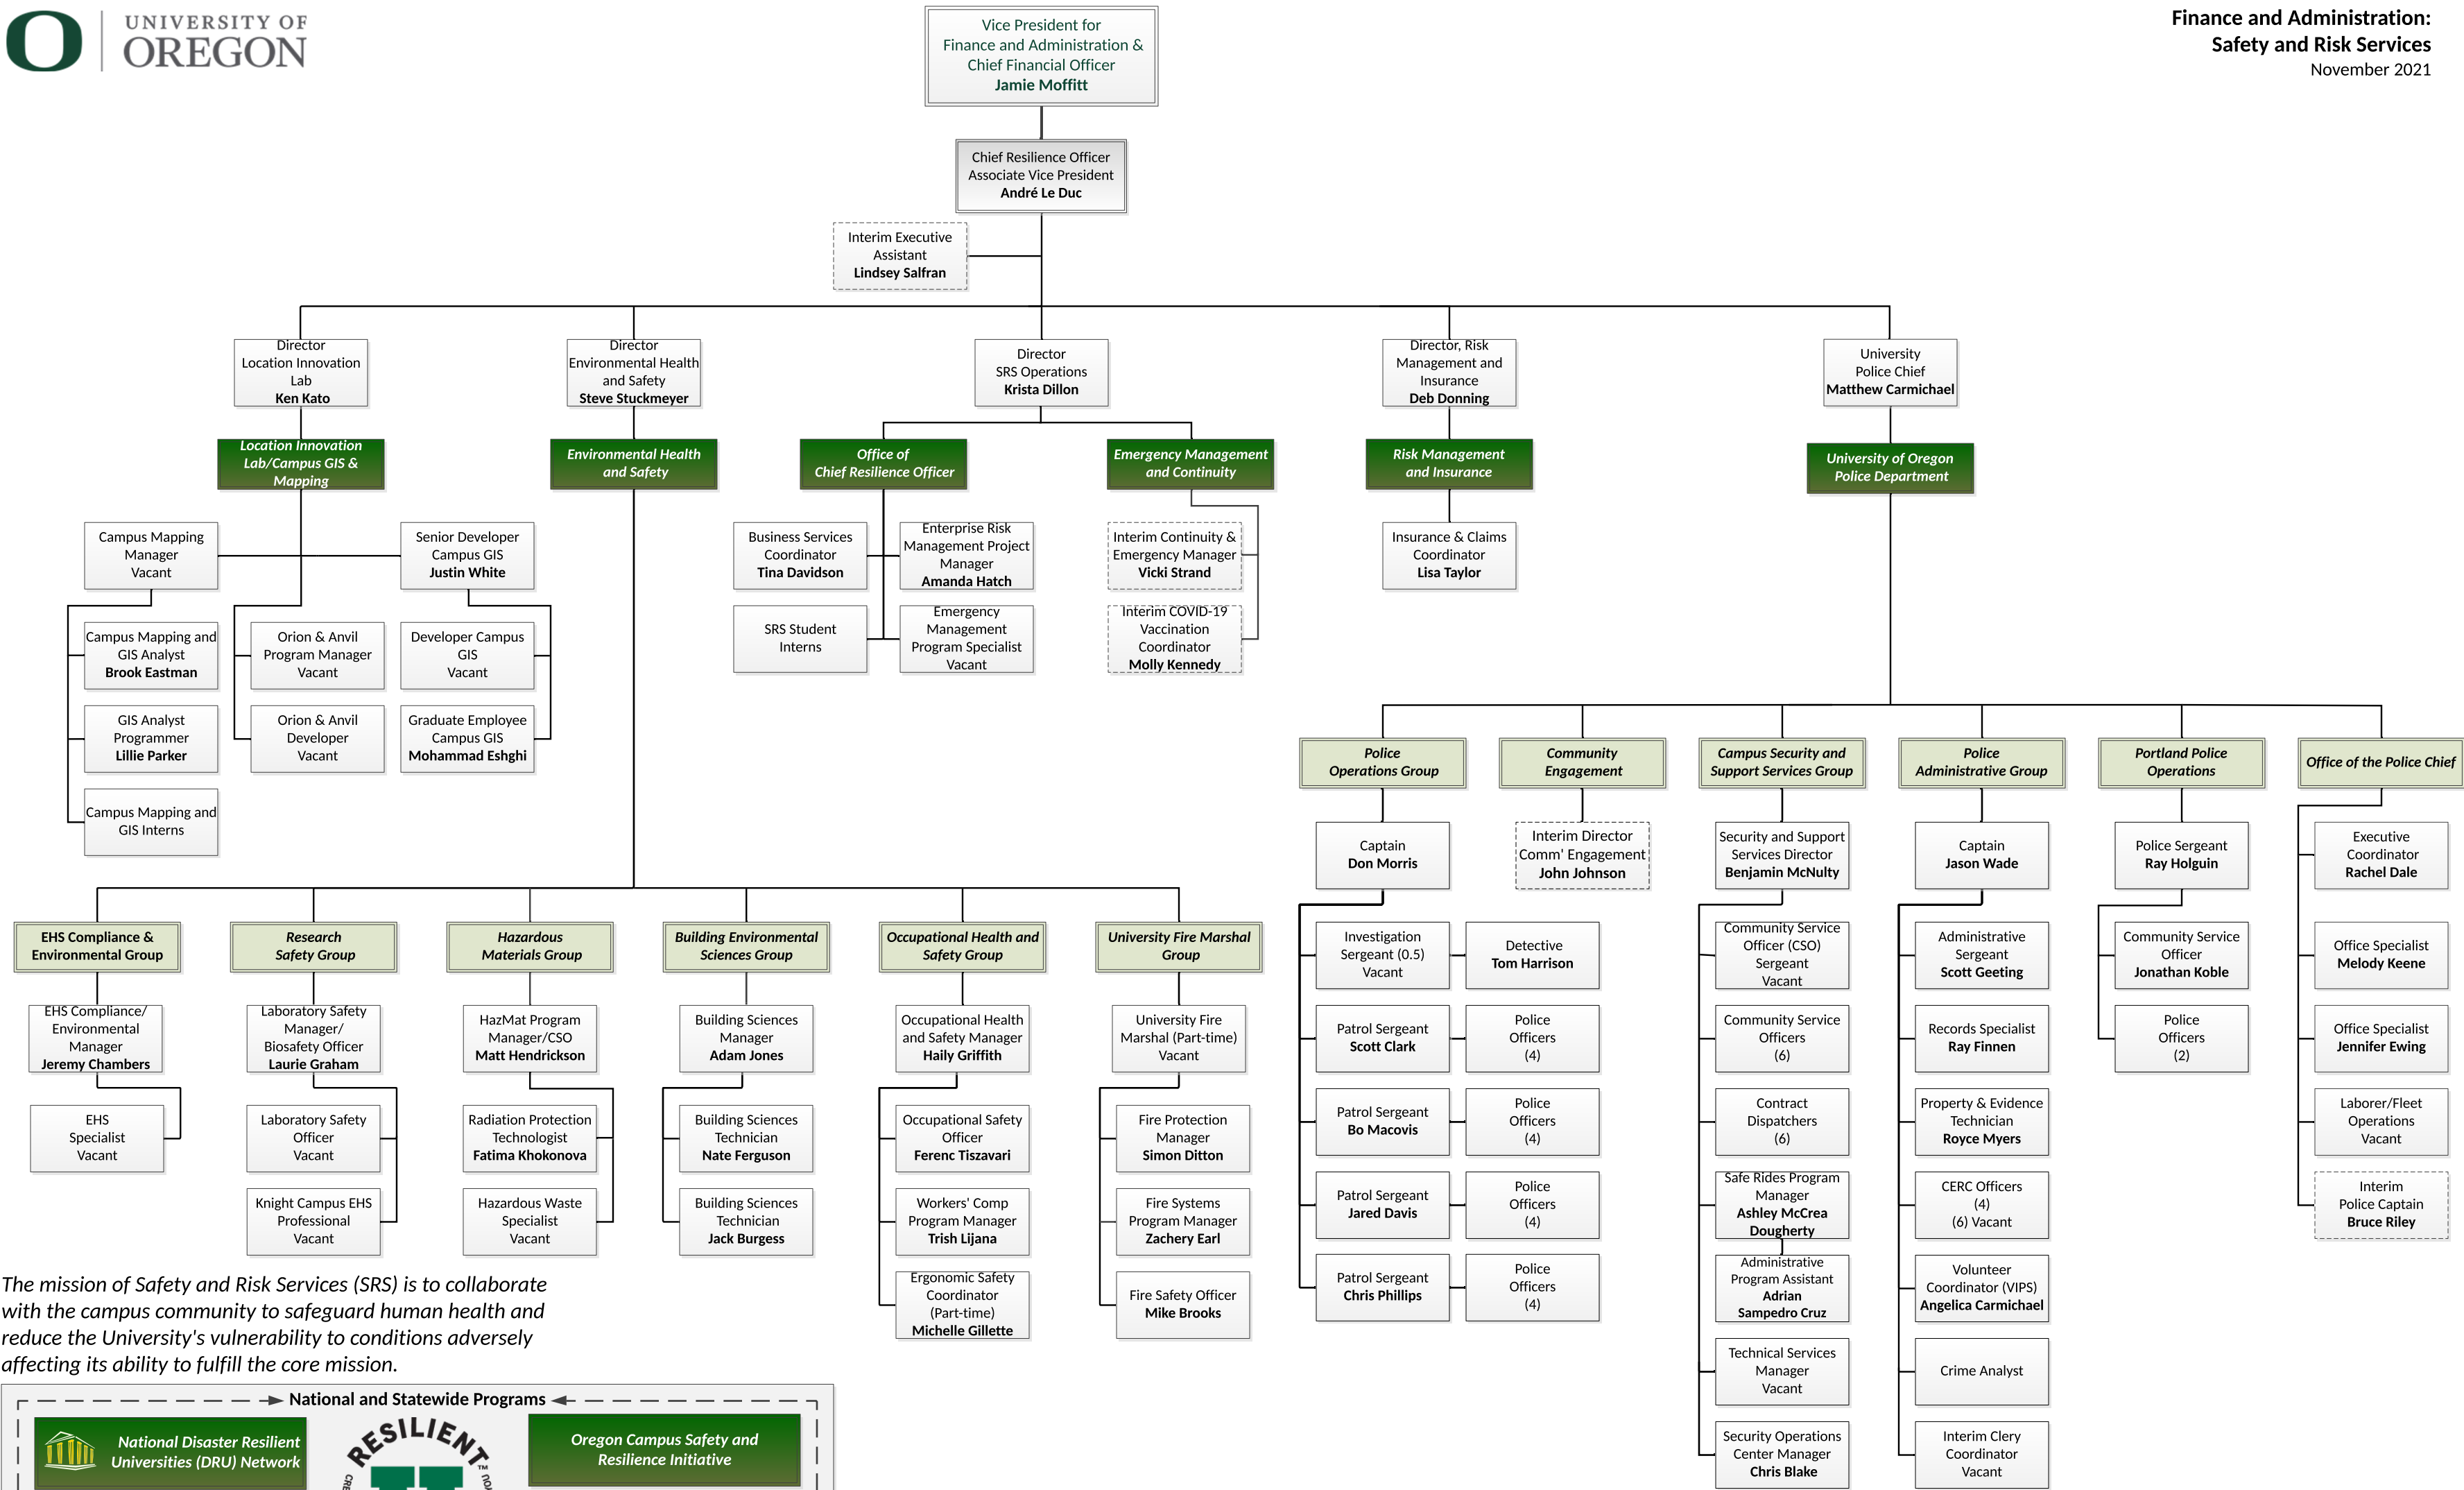 UNIVERSITY OF
OREGON
Finance and Administration:
Safety and Risk Services
November 2021
Vice President for
Finance and Administration &
Chief Financial Officer
Jamie Moffitt
Chief Resilience Officer
Associate Vice President
André Le Duc
Interim Executive
Assistant
Lindsey Salfran
Director
Location Innovation
Lab
Ken Kato
Director
Environmental Health
and Safety
Steve Stuckmeyer
Director
SRS Operations
Krista Dillon
Director, Risk
Management and
Insurance
Deb Donning
University
Police Chief
Matthew Carmichael
Location Innovation
Lab/Campus GIS &
Mapping
Environmental Health
and Safety
Office of
Chief Resilience Officer
Emergency Management
and Continuity
Risk Management
and Insurance
University of Oregon
Police Department
Campus Mapping
Manager
Vacant
Senior Developer
Campus GIS
Justin White
Business Services
Coordinator
Tina Davidson
Enterprise Risk
Management Project
Manager
Amanda Hatch
Interim Continuity &
Emergency Manager
Vicki Strand
Insurance & Claims
Coordinator
Lisa Taylor
SRS Student
Interns
Emergency
Management
Program Specialist
Vacant
Interim COVID-19
Vaccination
Coordinator
Molly Kennedy
Campus Mapping and
GIS Analyst
Brook Eastman
Orion & Anvil
Program Manager
Vacant
Developer Campus
GIS
Vacant
GIS Analyst
Programmer
Lillie Parker
Orion & Anvil
Developer
Vacant
Graduate Employee
Campus GIS
Mohammad Eshghi
Campus Mapping and
GIS Interns
Police
Operations Group
Community
Engagement
Campus Security and
Support Services Group
Police
Administrative Group
Portland Police
Operations
Office of the Police Chief
Captain
Don Morris
Interim Director
Comm' Engagement
John Johnson
Security and Support
Services Director
Benjamin McNulty
Captain
Jason Wade
Police Sergeant
Ray Holguin
Executive
Coordinator
Rachel Dale
EHS Compliance &
Environmental Group
Research
Safety Group
Hazardous
Materials Group
Building Environmental
Sciences Group
Occupational Health and
Safety Group
University Fire Marshal
Group
Investigation
Sergeant (0.5)
Vacant
Detective
Tom Harrison
Community Service
Officer (CSO)
Sergeant
Vacant
Administrative
Sergeant
Scott Geeting
Community Service
Officer
Jonathan Koble
Office Specialist
Melody Keene
EHS Compliance/
Environmental
Manager
Jeremy Chambers
Laboratory Safety
Manager/
Biosafety Officer
Laurie Graham
HazMat Program
Manager/CSO
Matt Hendrickson
Building Sciences
Manager
Adam Jones
Occupational Health
and Safety Manager
Haily Griffith
University Fire
Marshal (Part-time)
Vacant
Patrol Sergeant
Scott Clark
Police
Officers
(4)
Community Service
Officers
(6)
Records Specialist
Ray Finnen
Police
Officers
(2)
Office Specialist
Jennifer Ewing
EHS
Specialist
Vacant
Laboratory Safety
Officer
Vacant
Radiation Protection
Technologist
Fatima Khokonova
Building Sciences
Technician
Nate Ferguson
Occupational Safety
Officer
Ferenc Tiszavari
Fire Protection
Manager
Simon Ditton
Patrol Sergeant
Bo Macovis
Police
Officers
(4)
Contract
Dispatchers
(6)
Property & Evidence
Technician
Royce Myers
Laborer/Fleet
Operations
Vacant
Knight Campus EHS
Professional
Vacant
Hazardous Waste
Specialist
Vacant
Building Sciences
Technician
Jack Burgess
Workers' Comp
Program Manager
Trish Lijana
Fire Systems
Program Manager
Zachery Earl
Patrol Sergeant
Jared Davis
Police
Officers
(4)
Safe Rides Program
Manager
Ashley McCrea
Dougherty
CERC Officers
(4)
(6) Vacant
Interim
Police Captain
Bruce Riley
Ergonomic Safety
Coordinator
(Part-time)
Michelle Gillette
Fire Safety Officer
Mike Brooks
Patrol Sergeant
Chris Phillips
Police
Officers
(4)
Administrative
Program Assistant
Adrian
Sampedro Cruz
Volunteer
Coordinator (VIPS)
Angelica Carmichael
Technical Services
Manager
Vacant
Crime Analyst
Security Operations
Center Manager
Chris Blake
Interim Clery
Coordinator
Vacant
The mission of Safety and Risk Services (SRS) is to collaborate
with the campus community to safeguard human health and
reduce the University's vulnerability to conditions adversely
affecting its ability to fulfill the core mission.
National and Statewide Programs
National Disaster Resilient
Universities (DRU) Network
RESILIENT
TM
Oregon Campus Safety and
Resilience Initiative